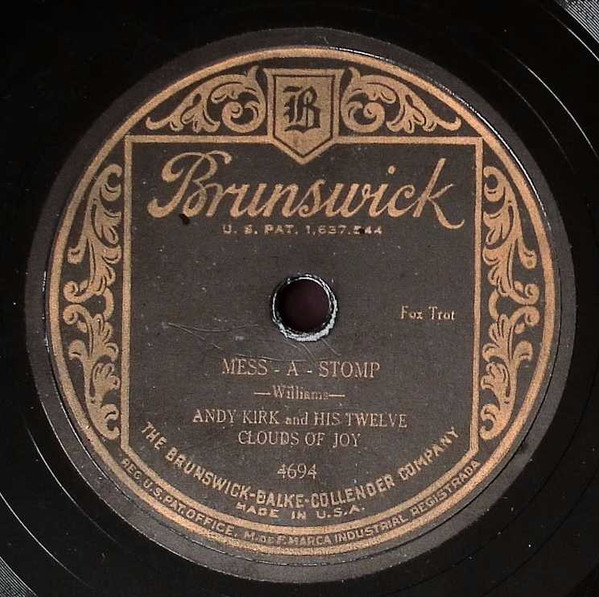 B
Brunswick
U. S. PAT. 1,637,544
Fox Trot
MESS - A - STOMP
—Williams—
ANDY KIRK and HIS TWELVE
CLOUDS OF JOY
4694
THE BRUNSWICK-BALKE-COLLENDER COMPANY
MADE IN U.S.A.
REG. U.S. PAT. OFFICE. M. de F. MARCA INDUSTRIAL REGISTRADA